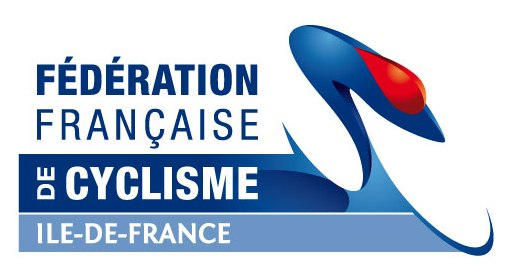 FÉDÉRATION
FRANÇAISE
DE CYCLISME
ILE-DE-FRANCE